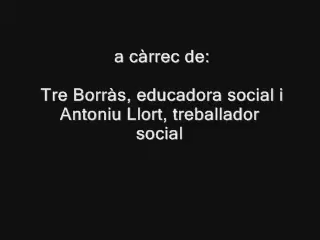 a càrrec de:
Tre Borràs, educadora social i
Antoniu Llort, treballador
social